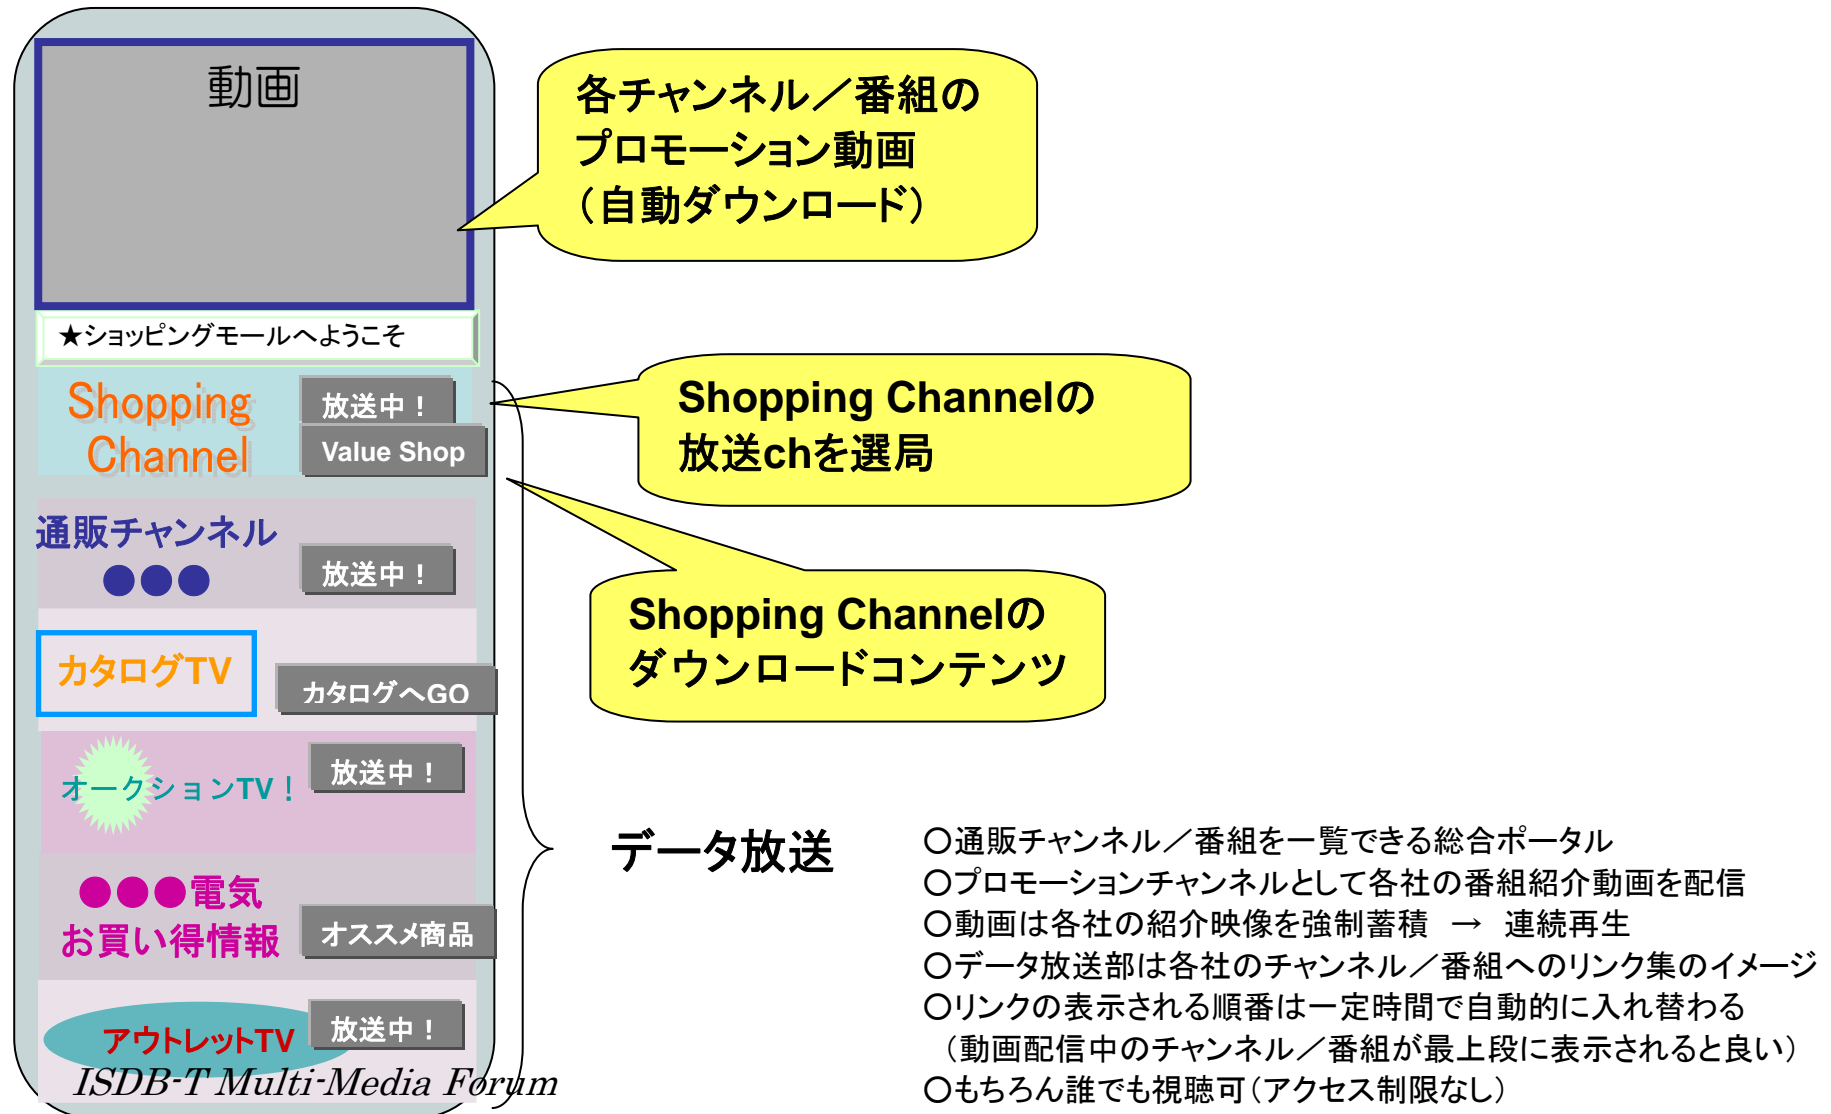 動画
各チャンネル／番組の
プロモーション動画
（自動ダウンロード）
★ショッピングモールへようこそ
Shopping
Channel
放送中！
Value Shop
Shopping Channelの
放送chを選局
通販チャンネル
●●●
放送中！
Shopping Channelの
ダウンロードコンテンツ
カタログTV
カタログへGO
オークションTV！
放送中！
●●●電気
お買い得情報
オススメ商品
アウトレットTV
放送中！
ISDB-T Multi-Media Forum
データ放送
○通販チャンネル／番組を一覧できる総合ポータル
○プロモーションチャンネルとして各社の番組紹介動画を配信
○動画は各社の紹介映像を強制蓄積　→　連続再生
○データ放送部は各社のチャンネル／番組へのリンク集のイメージ
○リンクの表示される順番は一定時間で自動的に入れ替わる
（動画配信中のチャンネル／番組が最上段に表示されると良い）
○もちろん誰でも視聴可（アクセス制限なし）